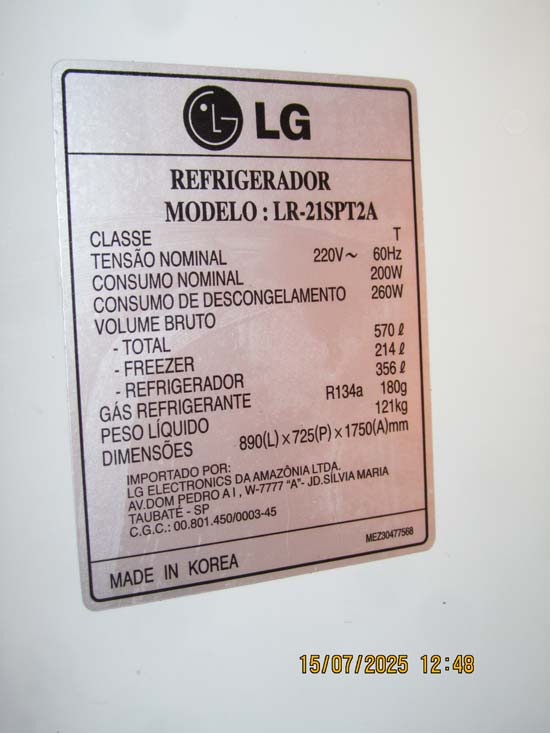 LG
REFRIGERADOR
MODELO : LR-21SPT2A
CLASSE T
TENSÃO NOMINAL 220V~ 60Hz
CONSUMO NOMINAL 200W
CONSUMO DE DESCONGELAMENTO 260W
VOLUME BRUTO
- TOTAL 570 ℓ
- FREEZER 214 ℓ
- REFRIGERADOR 356 ℓ
GÁS REFRIGERANTE R134a 180g
PESO LÍQUIDO 121kg
DIMENSÕES 890(L)×725(P)×1750(A)mm
IMPORTADO POR:
LG ELECTRONICS DA AMAZÔNIA LTDA.
AV.DOM PEDRO A I , W-7777 "A"- JD.SÍLVIA MARIA
TAUBATÉ - SP
C.G.C.: 00.801.450/0003-45
MEZ30477568
MADE IN KOREA
15/07/2025 12:48